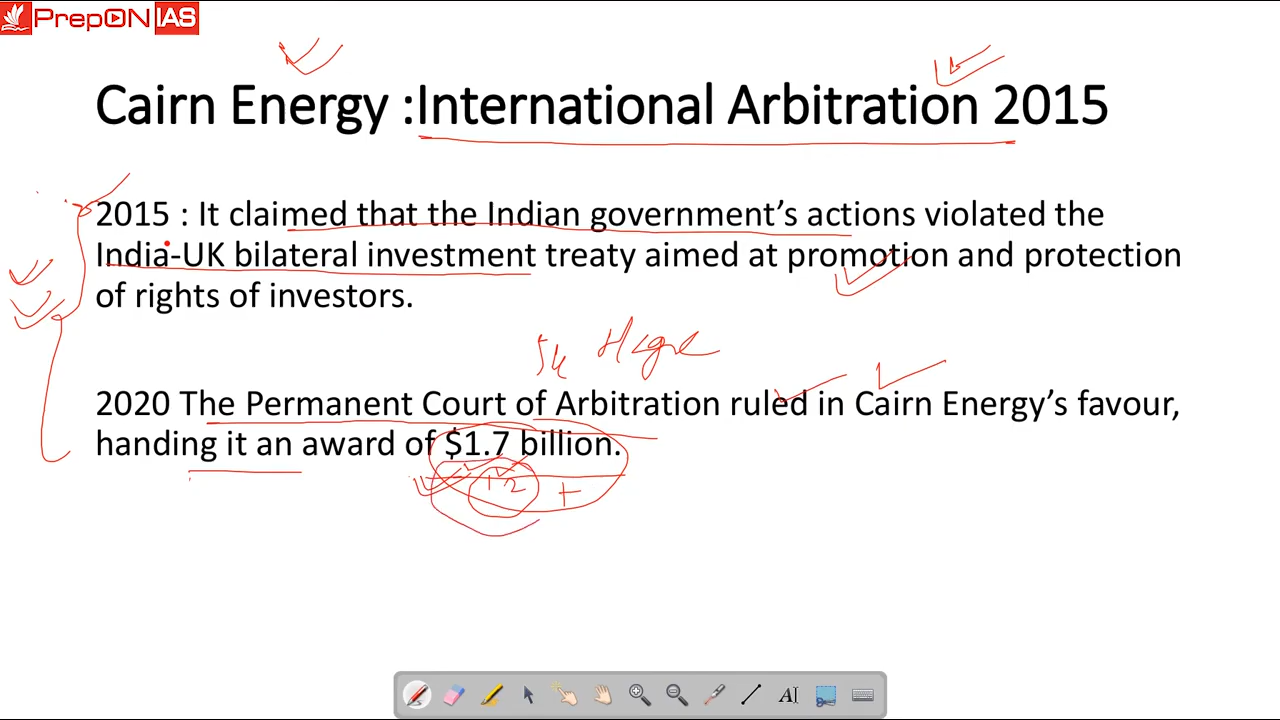 PrepON IAS
Cairn Energy :International Arbitration 2015
2015 : It claimed that the Indian government's actions violated the
India-UK bilateral investment treaty aimed at promotion and protection
of rights of investors.
2020 The Permanent Court of Arbitration ruled in Cairn Energy's favour,
handing it an award of $1.7 billion.
1.2 +